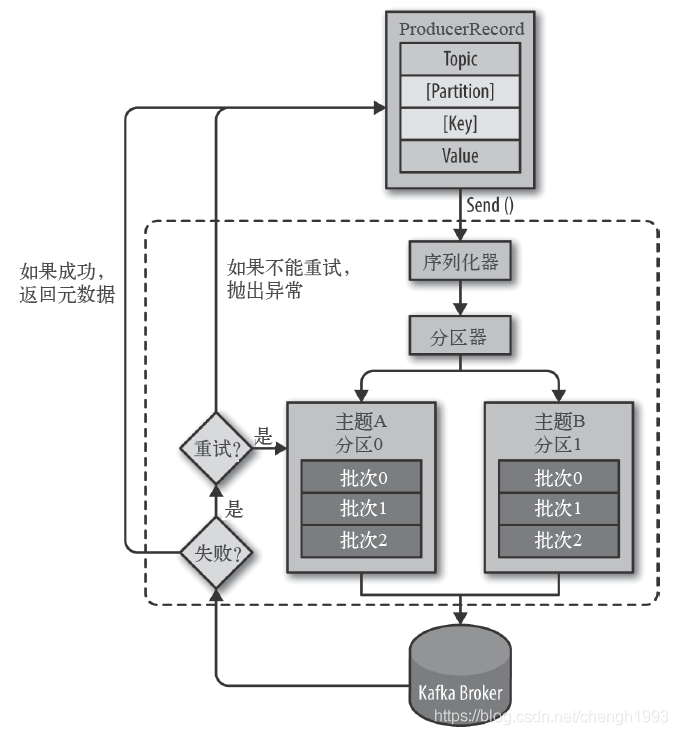 ProducerRecord
Topic
[Partition]
[Key]
Value
Send ()
序列化器
分区器
如果成功，
返回元数据
如果不能重试，
抛出异常
重试?
是
主题A
分区0
批次0
批次1
批次2
主题B
分区1
批次0
批次1
批次2
是
失败?
Kafka Broker
https://blog.csdn.net/chengh1993